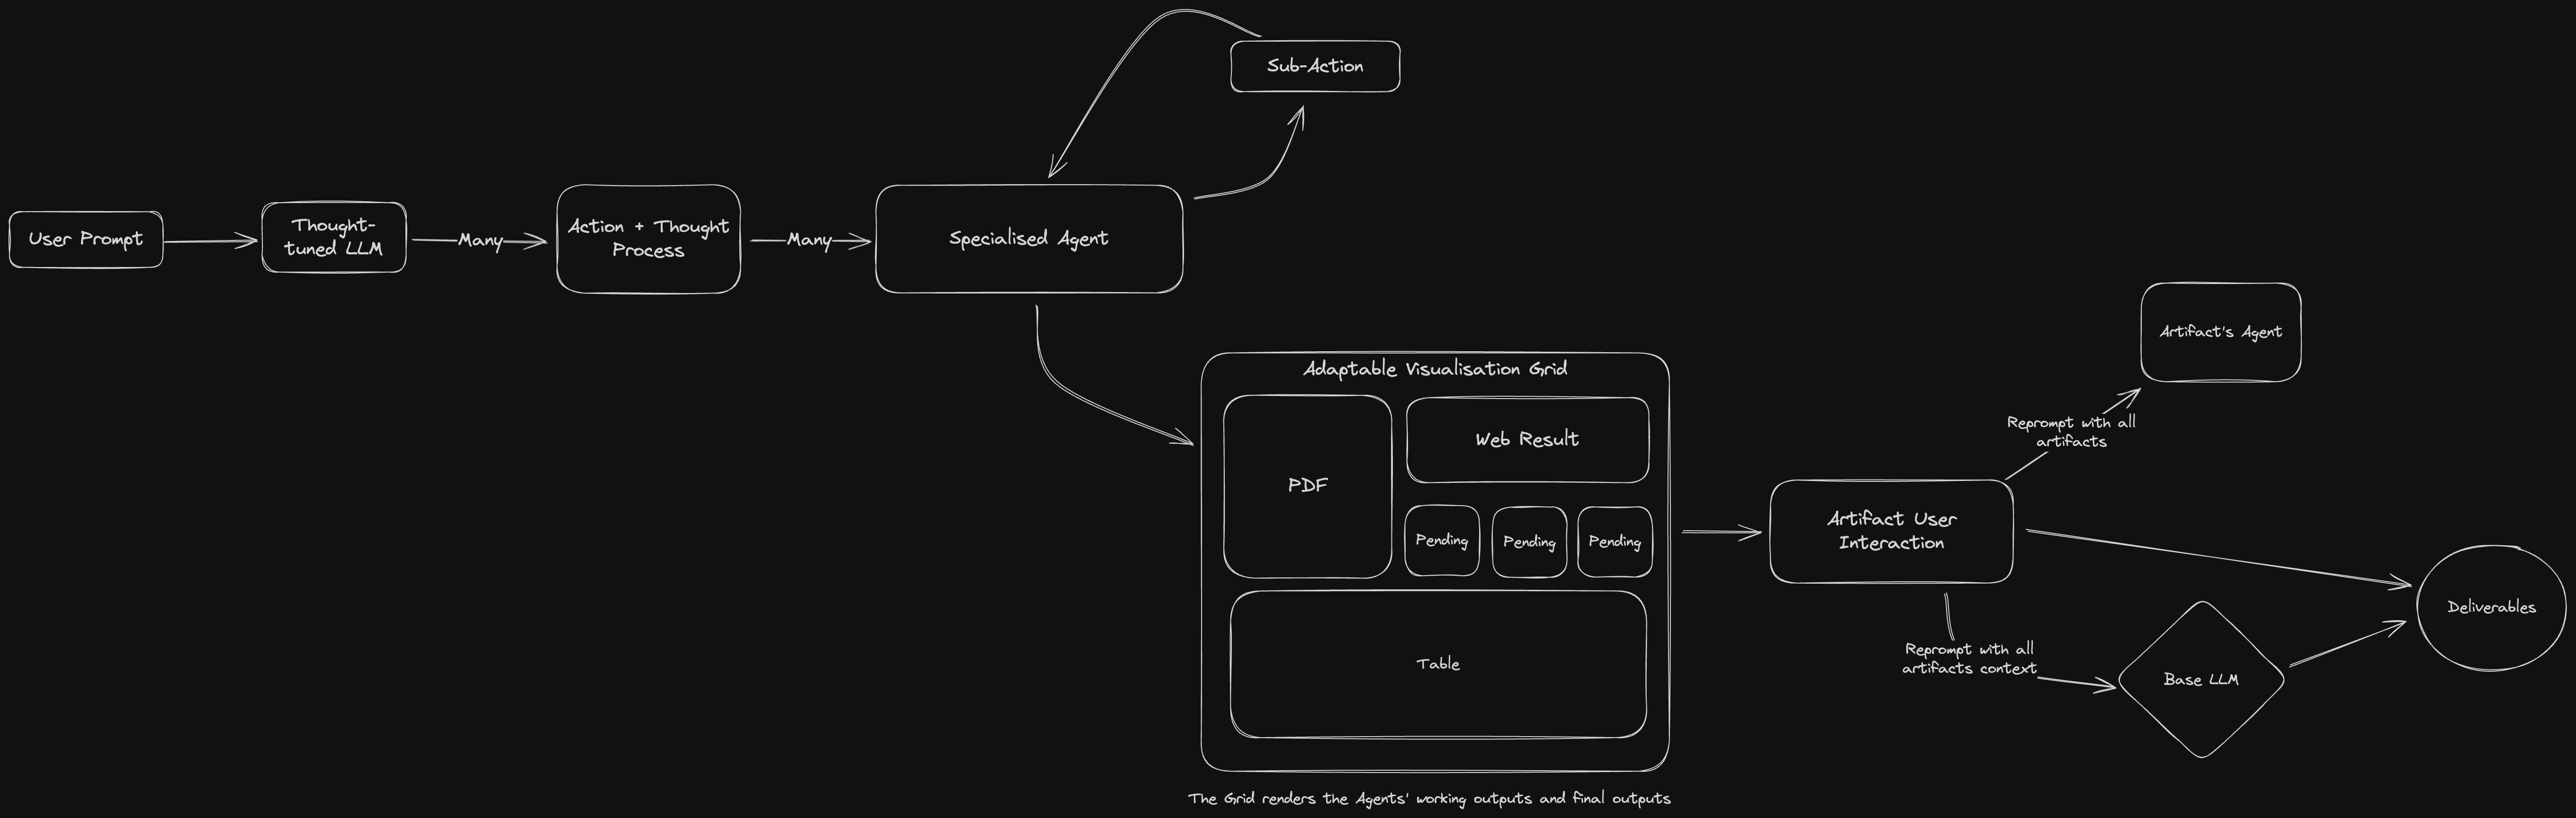 Sub-Action
User Prompt
Thought-
tuned LLM
Many
Action + Thought
Process
Many
Specialised Agent
Artifact's Agent
Adaptable Visualisation Grid
PDF
Web Result
Pending
Pending
Pending
Table
Reprompt with all
artifacts
Artifact User
Interaction
Reprompt with all
artifacts context
Base LLM
Deliverables
The Grid renders the Agents' working outputs and final outputs